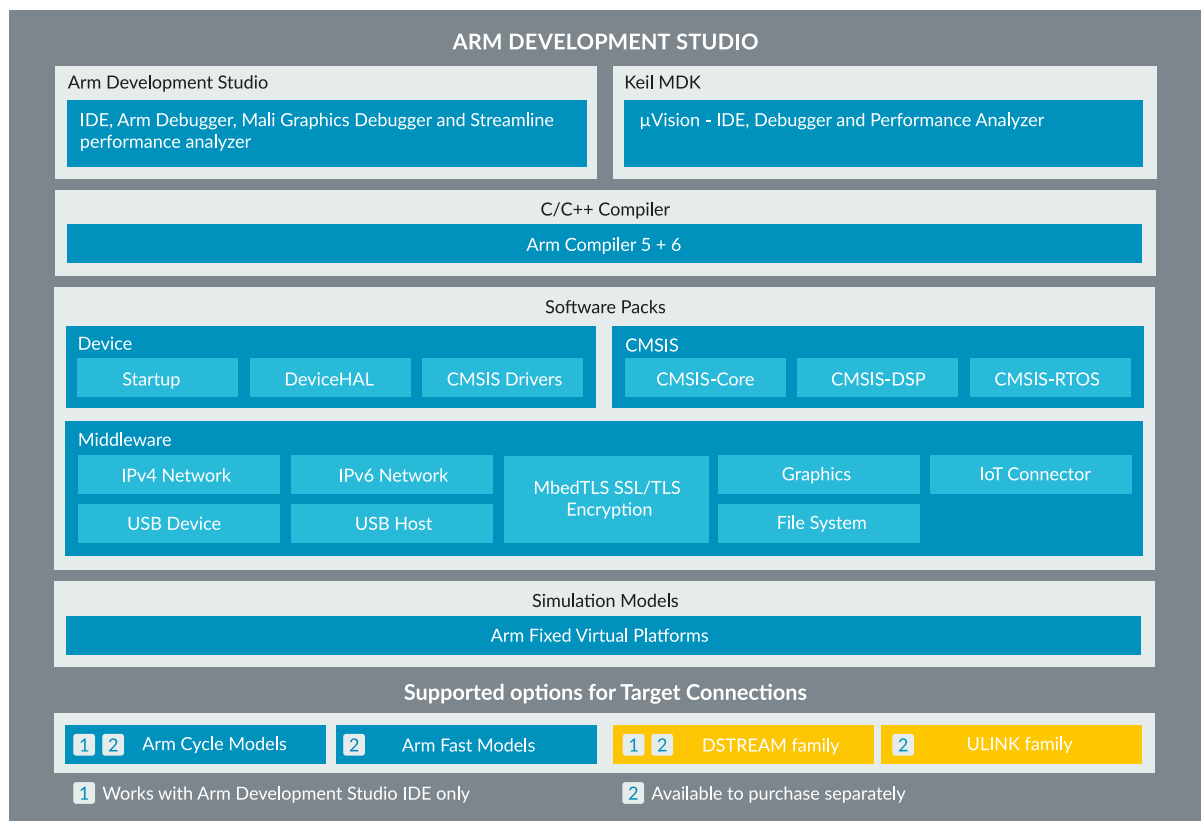 ARM DEVELOPMENT STUDIO
Arm Development Studio
IDE, Arm Debugger, Mali Graphics Debugger and Streamline
performance analyzer
Keil MDK
µVision - IDE, Debugger and Performance Analyzer
C/C++ Compiler
Arm Compiler 5 + 6
Software Packs
Device
Startup
DeviceHAL
CMSIS Drivers
CMSIS
CMSIS-Core
CMSIS-DSP
CMSIS-RTOS
Middleware
IPv4 Network
IPv6 Network
MbedTLS SSL/TLS
Encryption
Graphics
IoT Connector
USB Device
USB Host
File System
Simulation Models
Arm Fixed Virtual Platforms
Supported options for Target Connections
1 2 Arm Cycle Models
2 Arm Fast Models
1 2 DSTREAM family
2 ULINK family
1 Works with Arm Development Studio IDE only
2 Available to purchase separately